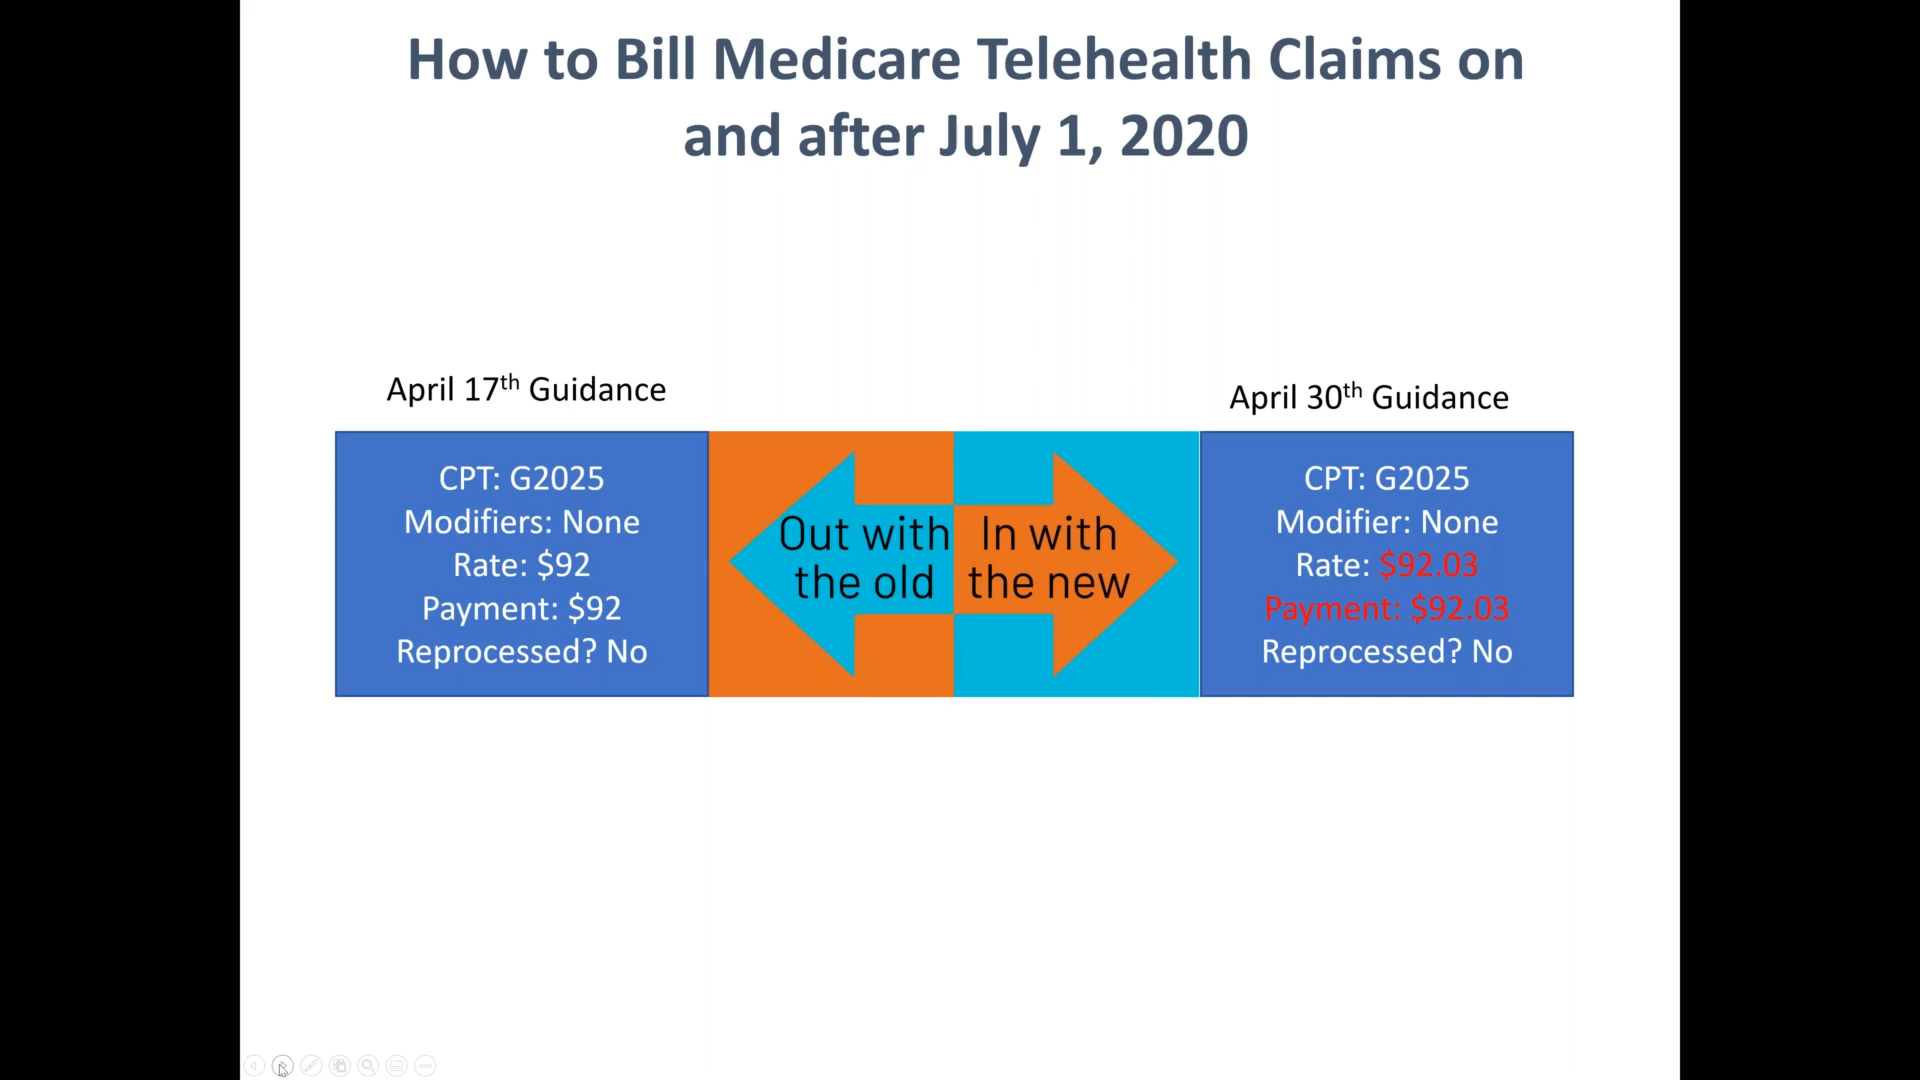 How to Bill Medicare Telehealth Claims on
and after July 1, 2020
April 17th Guidance
CPT: G2025
Modifiers: None
Rate: $92
Payment: $92
Reprocessed? No
Out with
the old
In with
the new
April 30th Guidance
CPT: G2025
Modifier: None
Rate: $92.03
Payment: $92.03
Reprocessed? No